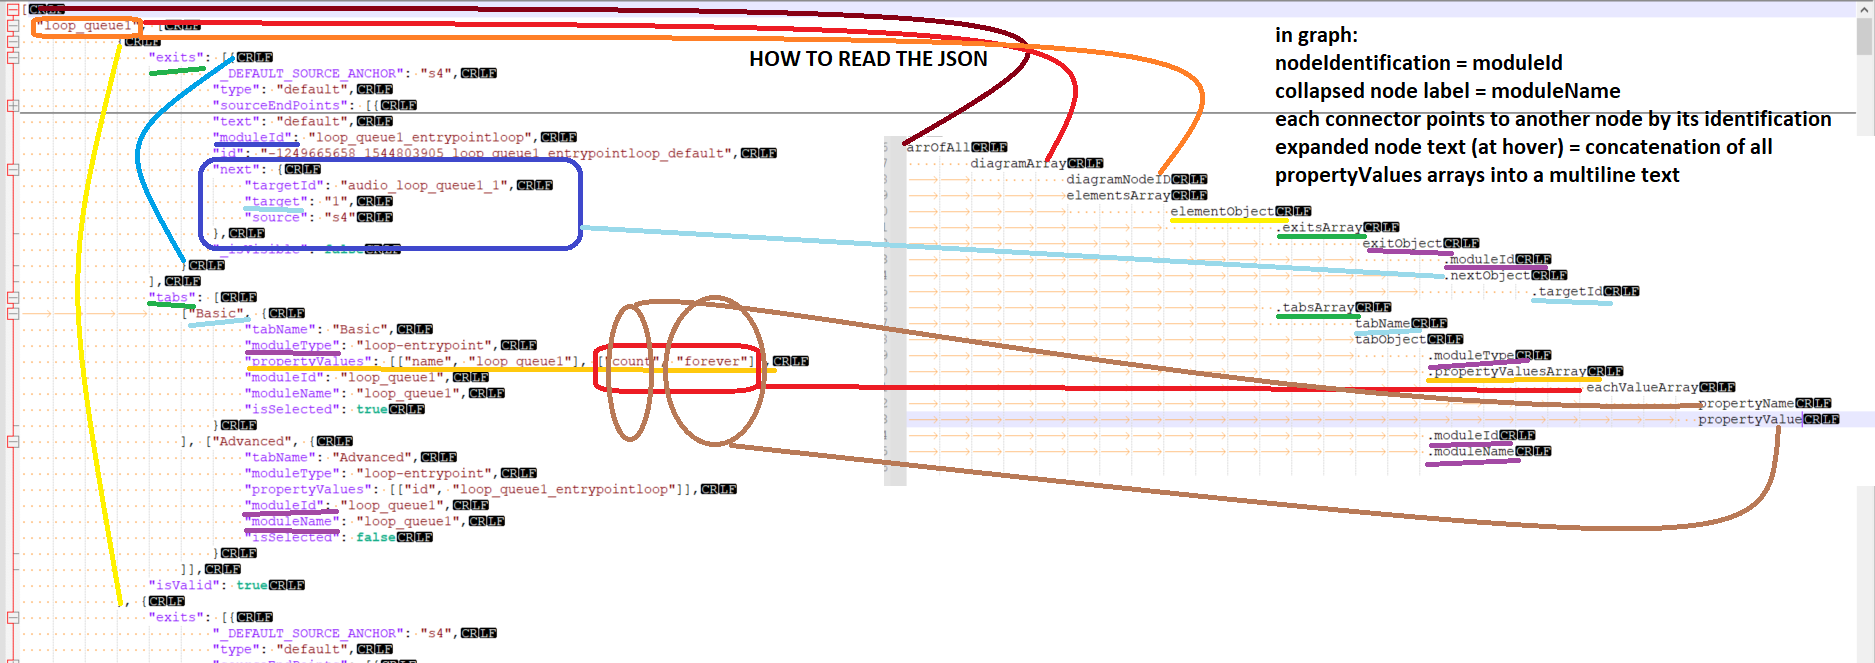 [CRLF
"loop_queue1", [CRLF
{CRLF
"exits": [{CRLF
"_DEFAULT_SOURCE_ANCHOR": "s4",CRLF
"type": "default",CRLF
"sourceEndPoints": [{CRLF
"text": "default",CRLF
"moduleId": "loop_queue1_entrypointloop",CRLF
"id": "-1249665658_1544803905_loop_queue1_entrypointloop_default",CRLF
"next": {CRLF
"targetId": "audio_loop_queue1_1",CRLF
"target": "1",CRLF
"source": "s4"CRLF
},CRLF
"_isVisible": falseCRLF
}CRLF
],CRLF
"tabs": [CRLF
["Basic", {CRLF
"tabName": "Basic",CRLF
"moduleType": "loop-entrypoint",CRLF
"propertyValues": [["name", "loop_queue1"], ["count", "forever"]],CRLF
"moduleId": "loop_queue1",CRLF
"moduleName": "loop_queue1",CRLF
"isSelected": trueCRLF
}CRLF
], ["Advanced", {CRLF
"tabName": "Advanced",CRLF
"moduleType": "loop-entrypoint",CRLF
"propertyValues": [["id", "loop_queue1_entrypointloop"]],CRLF
"moduleId": "loop_queue1",CRLF
"moduleName": "loop_queue1",CRLF
"isSelected": falseCRLF
}CRLF
]],CRLF
"isValid": trueCRLF
}, {CRLF
"exits": [{CRLF
"_DEFAULT_SOURCE_ANCHOR": "s4",CRLF
"type": "default",CRLF
HOW TO READ THE JSON
in graph:
nodeIdentification = moduleId
collapsed node label = moduleName
each connector points to another node by its identification
expanded node text (at hover) = concatenation of all
propertyValues arrays into a multiline text
arrOfAllCRLF
diagramArrayCRLF
diagramNodeIDCRLF
elementsArrayCRLF
elementObjectCRLF
.exitsArrayCRLF
exitObjectCRLF
.moduleIdCRLF
.nextObjectCRLF
.targetIdCRLF
.tabsArrayCRLF
tabNameCRLF
tabObjectCRLF
.moduleTypeCRLF
.propertyValuesArrayCRLF
eachValueArrayCRLF
propertyNameCRLF
propertyValueCRLF
.moduleIdCRLF
.moduleNameCRLF